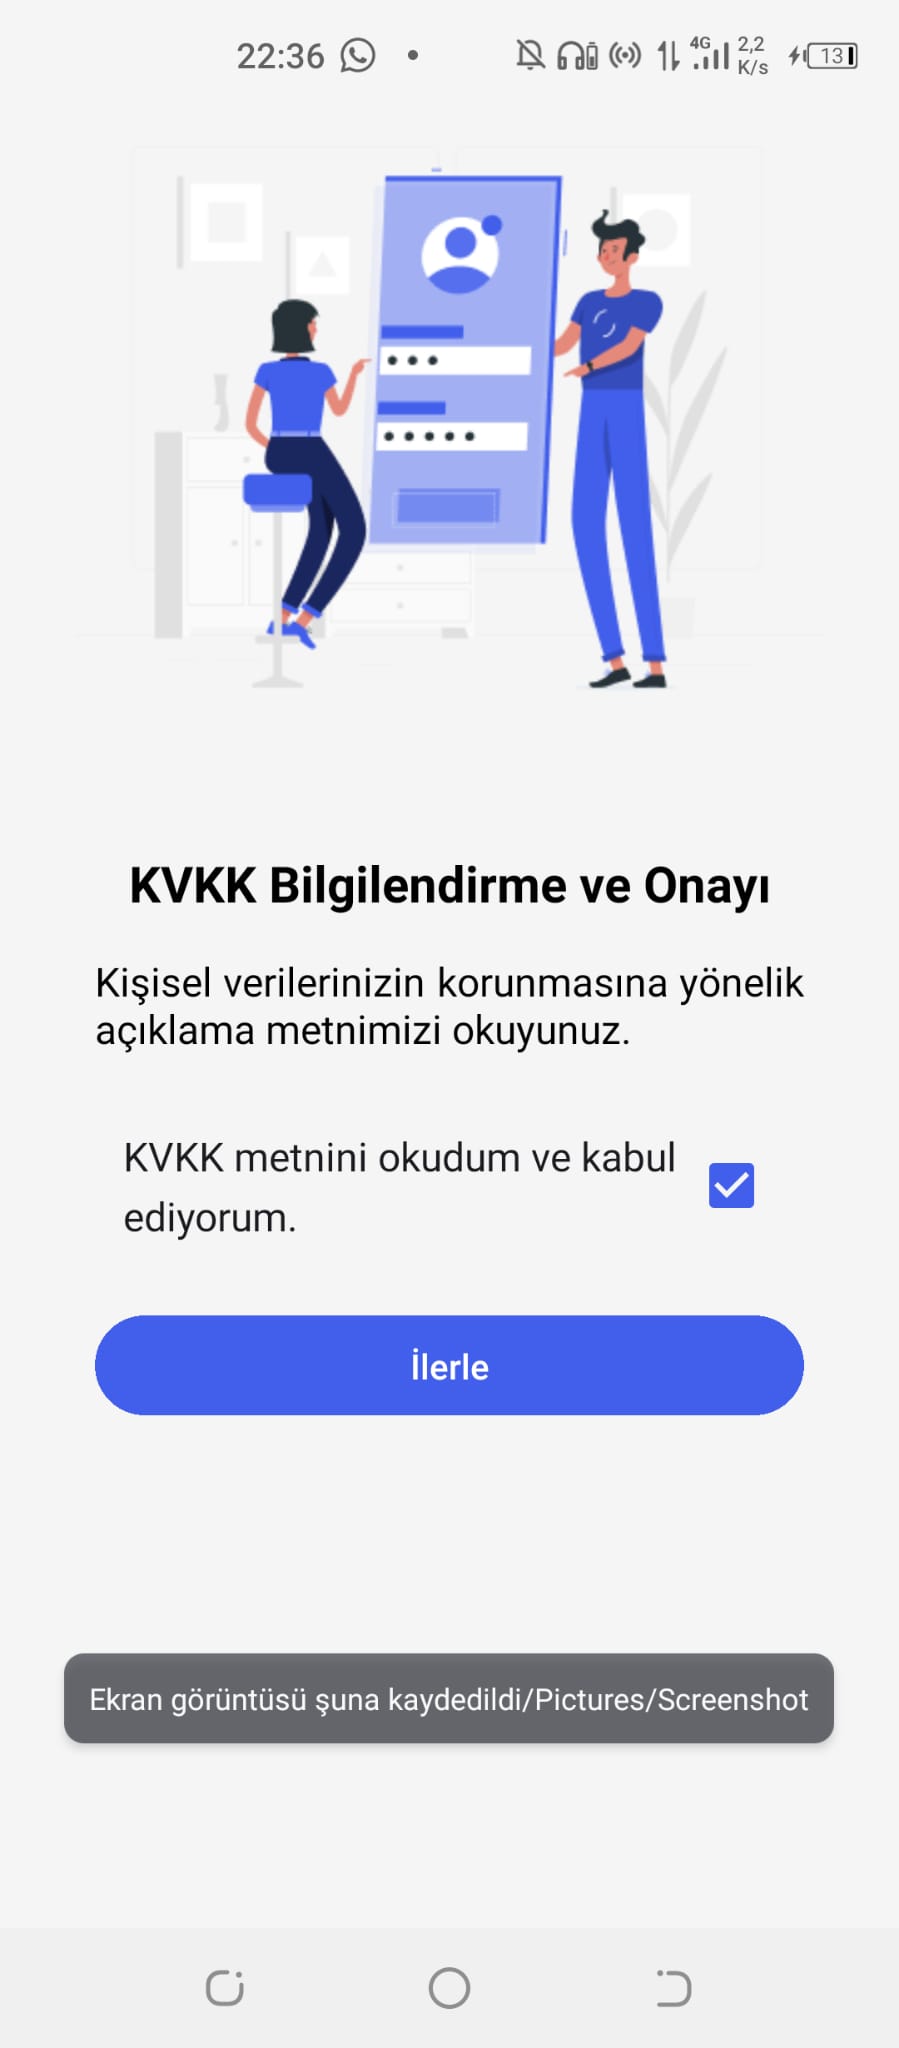 22:36
4G
2,2
K/s
13
KVKK Bilgilendirme ve Onayı
Kişisel verilerinizin korunmasına yönelik
açıklama metnimizi okuyunuz.
KVKK metnini okudum ve kabul
ediyorum.
İlerle
Ekran görüntüsü şuna kaydedildi/Pictures/Screenshot